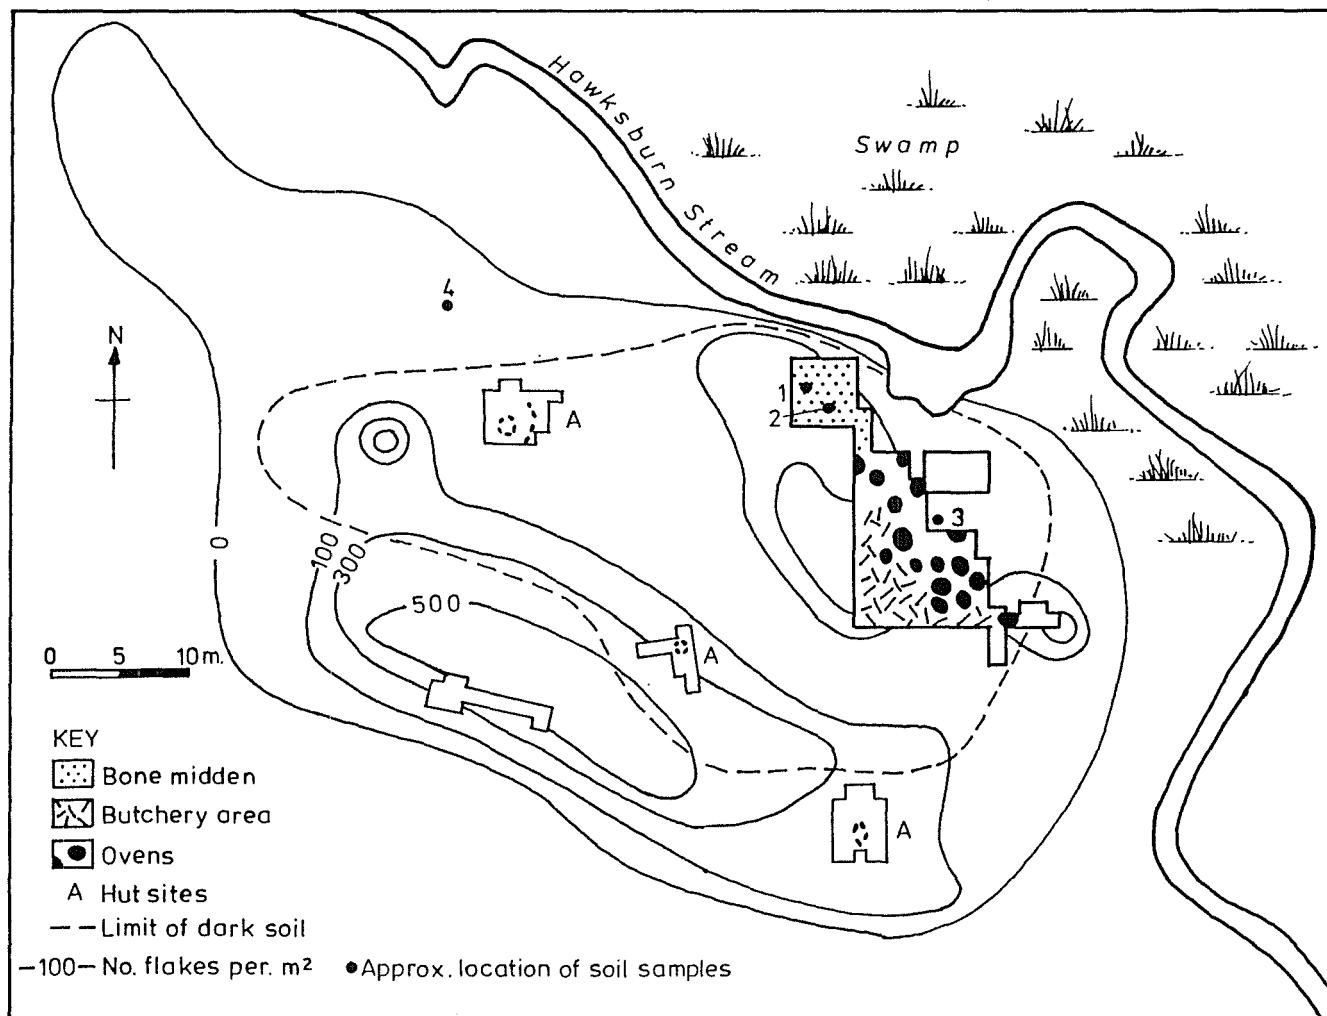 Hawksburn Stream
Swamp
4
N
1
2
A
3
0
100
300
500
A
0 5 10 m.
A
KEY
Bone midden
Butchery area
Ovens
A Hut sites
Limit of dark soil
—100— No. flakes per. m²
Approx. location of soil samples